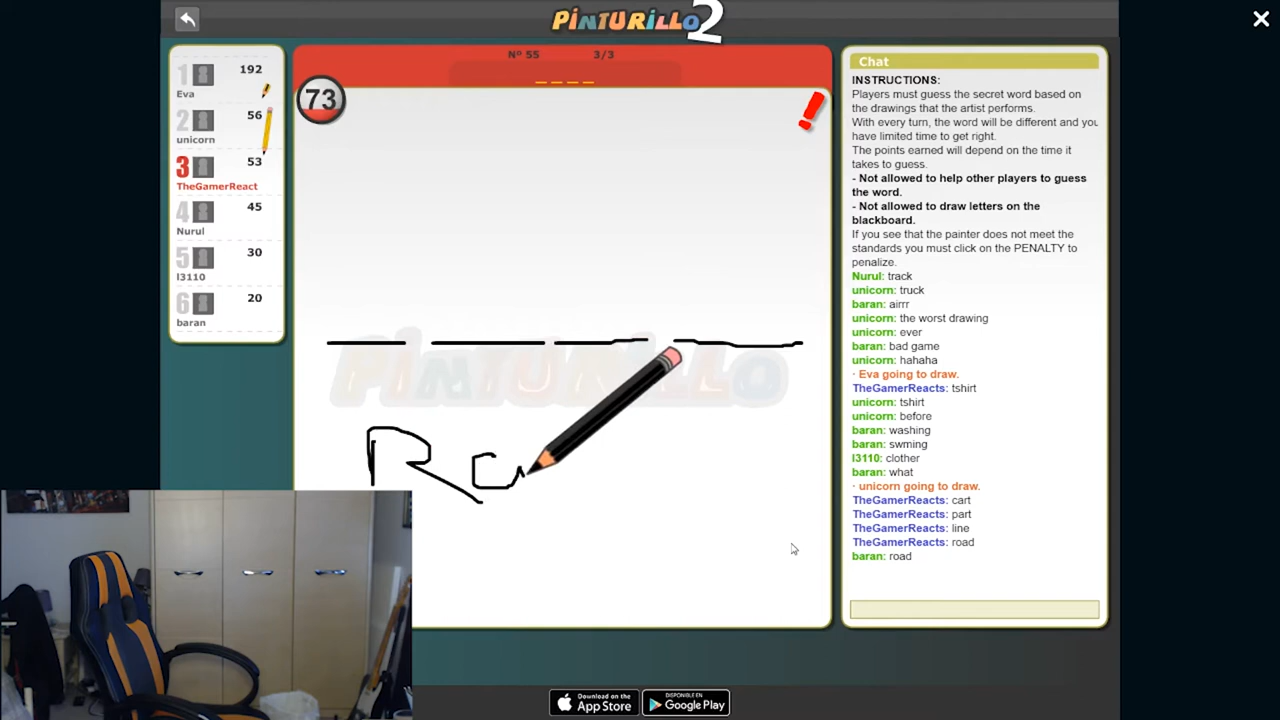 PINTURILLO 2
Nº 55 3/3
73
1 Eva 192
2 unicorn 56
3 TheGamerReact 53
4 Nurul 45
5 l3110 30
6 baran 20
PINTURILLO
Chat
INSTRUCTIONS:
Players must guess the secret word based on
the drawings that the artist performs.
With every turn, the word will be different and you
have limited time to get right.
The points earned will depend on the time it
takes to guess.
- Not allowed to help other players to guess
the word.
- Not allowed to draw letters on the
blackboard.
If you see that the painter does not meet the
standards you must click on the PENALTY to
penalize.
Nurul: track
unicorn: truck
baran: airrr
unicorn: the worst drawing
unicorn: ever
baran: bad game
unicorn: hahaha
· Eva going to draw.
TheGamerReacts: tshirt
unicorn: tshirt
unicorn: before
baran: washing
baran: swming
l3110: clother
baran: what
· unicorn going to draw.
TheGamerReacts: cart
TheGamerReacts: part
TheGamerReacts: line
TheGamerReacts: road
baran: road
Download on the
App Store
DISPONIBLE EN
Google Play